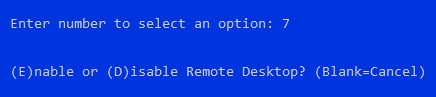 Enter number to select an option: 7
(E)nable or (D)isable Remote Desktop? (Blank=Cancel)